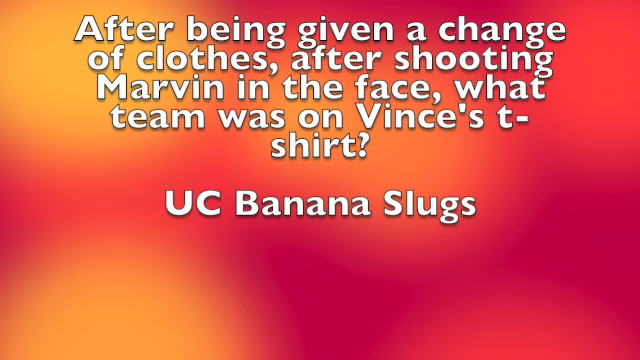 After being given a change
of clothes, after shooting
Marvin in the face, what
team was on Vince's t-
shirt?
UC Banana Slugs